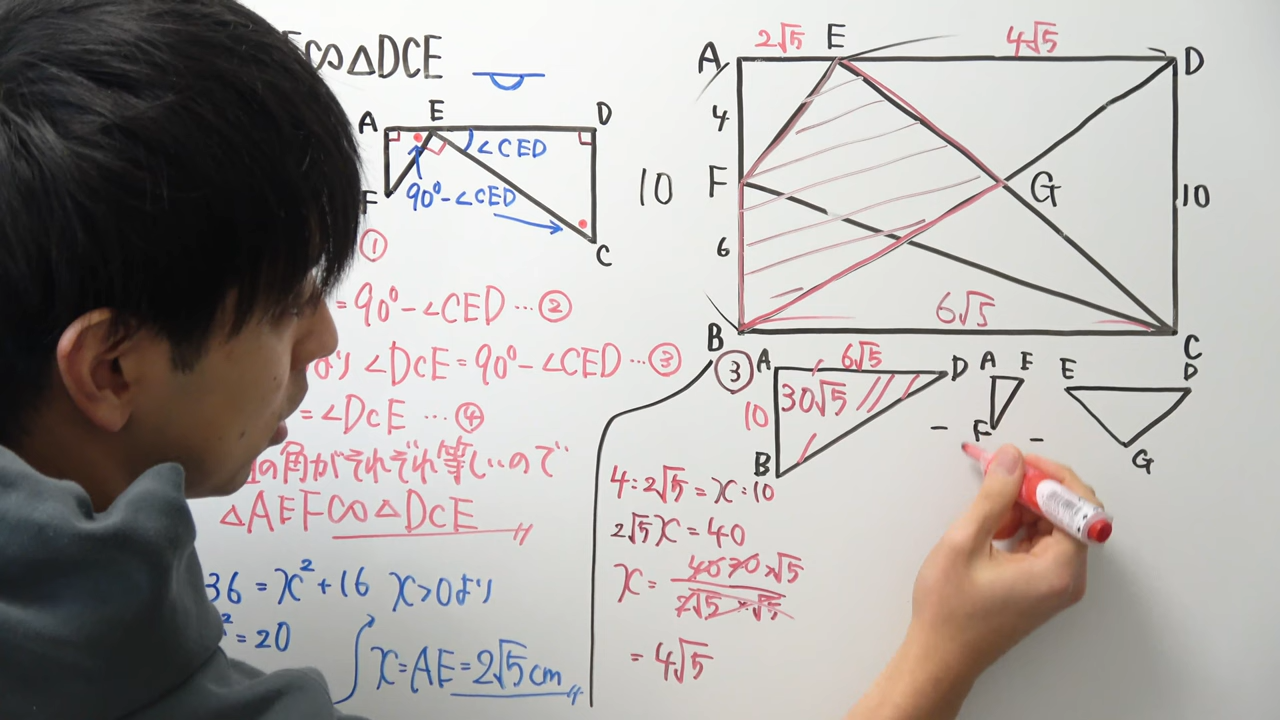 ∽△DCE
A E D
∠CED
F 90°-∠CED
C
①
=90°-∠CED…②
より ∠DCE=90°-∠CED…③
=∠DCE …④
の角がそれぞれ等しいので
△AEF∽△DCE
36=x²+16 x>0より
²=20
x=AE=2√5cm
A 2√5 E 4√5 D
4
10 F G 10
6
B 6√5 C
③ A 6√5 D A E E D
10 30√5 - F - G
B
4:2√5=x:10
2√5x=40
x=40 20×√5
2√5×√5
=4√5